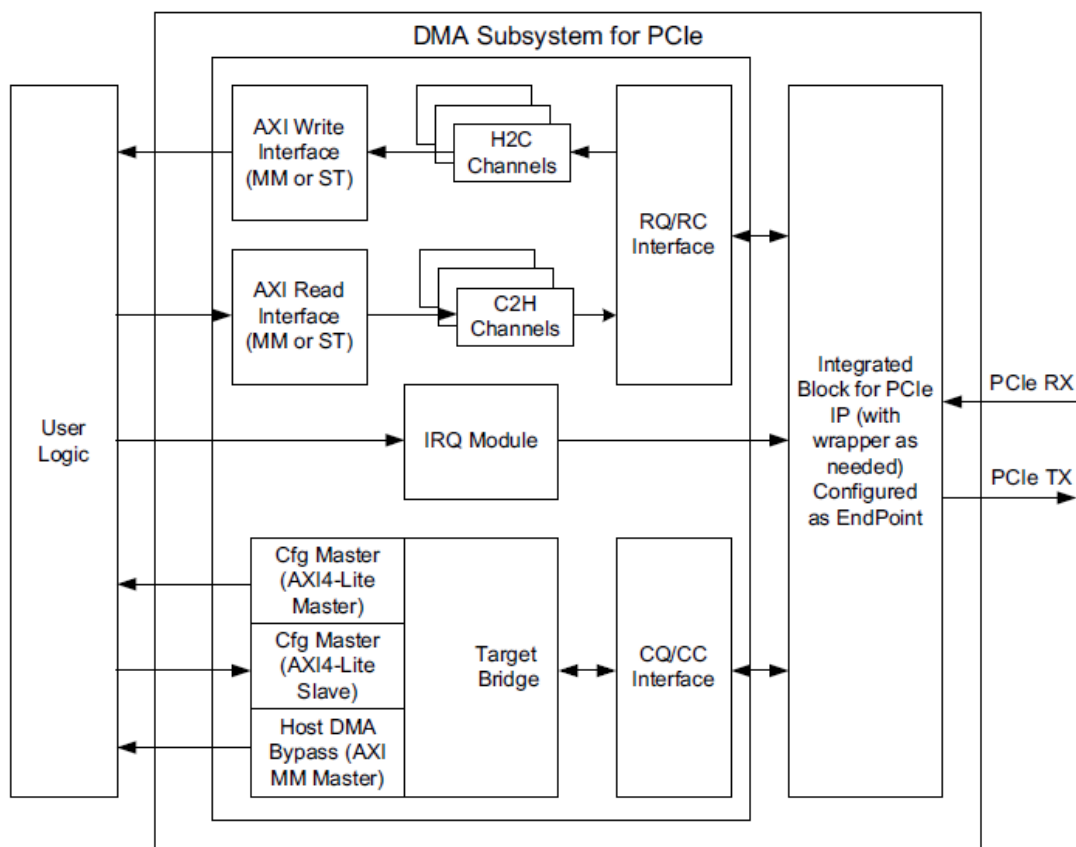 DMA Subsystem for PCIe
User
Logic
AXI Write
Interface
(MM or ST)
H2C
Channels
RQ/RC
Interface
AXI Read
Interface
(MM or ST)
C2H
Channels
IRQ Module
Cfg Master
(AXI4-Lite
Master)
Cfg Master
(AXI4-Lite
Slave)
Host DMA
Bypass (AXI
MM Master)
Target
Bridge
CQ/CC
Interface
Integrated
Block for PCIe
IP (with
wrapper as
needed)
Configured
as EndPoint
PCIe RX
PCIe TX